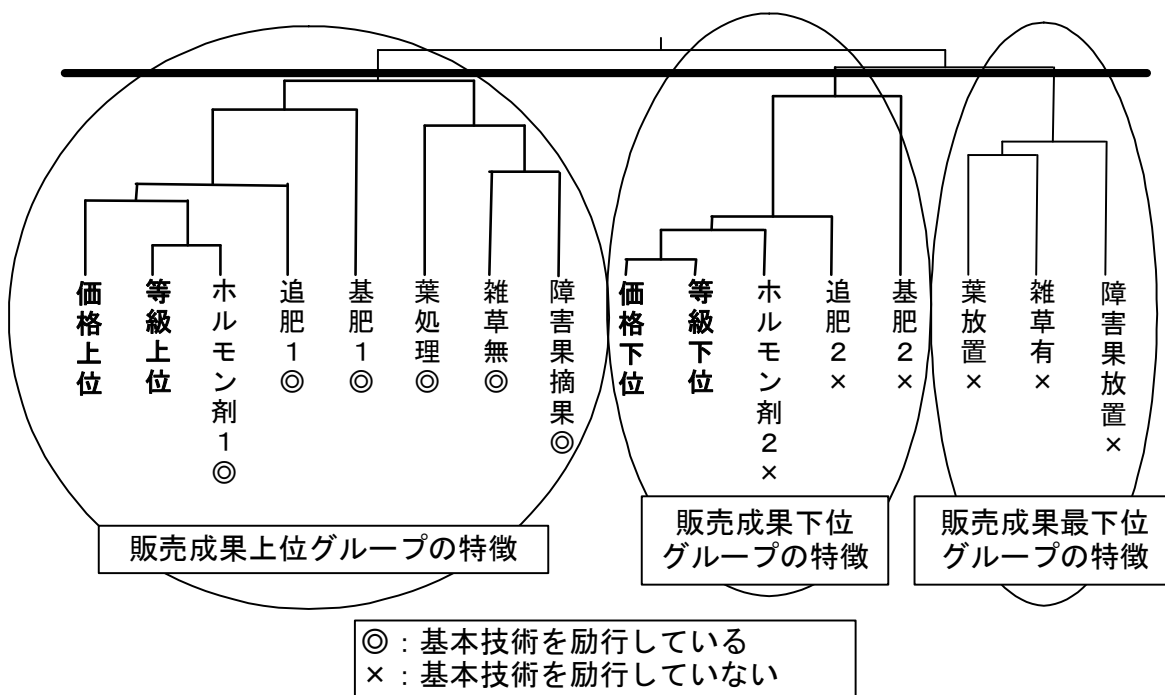 価格上位
等級上位
ホルモン剤1◎
追肥1◎
基肥1◎
葉処理◎
雑草無◎
障害果摘果◎
価格下位
等級下位
ホルモン剤2×
追肥2×
基肥2×
葉放置×
雑草有×
障害果放置×
販売成果上位グループの特徴
販売成果下位
グループの特徴
販売成果最下位
グループの特徴
◎：基本技術を励行している
×：基本技術を励行していない